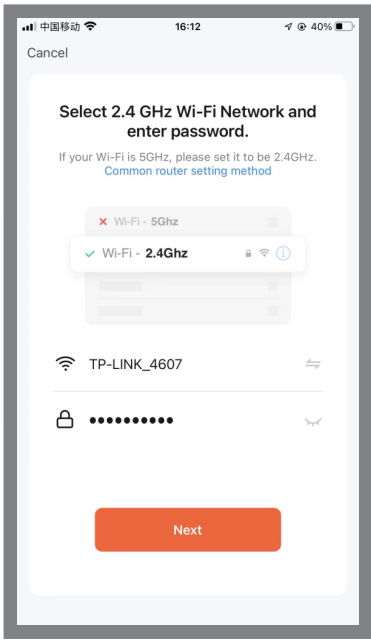 中国移动 16:12 40%
Cancel
Select 2.4 GHz Wi-Fi Network and
enter password.
If your Wi-Fi is 5GHz, please set it to be 2.4GHz.
Common router setting method
Wi-Fi - 5Ghz
Wi-Fi - 2.4Ghz
TP-LINK_4607
●●●●●●●●●●
Next